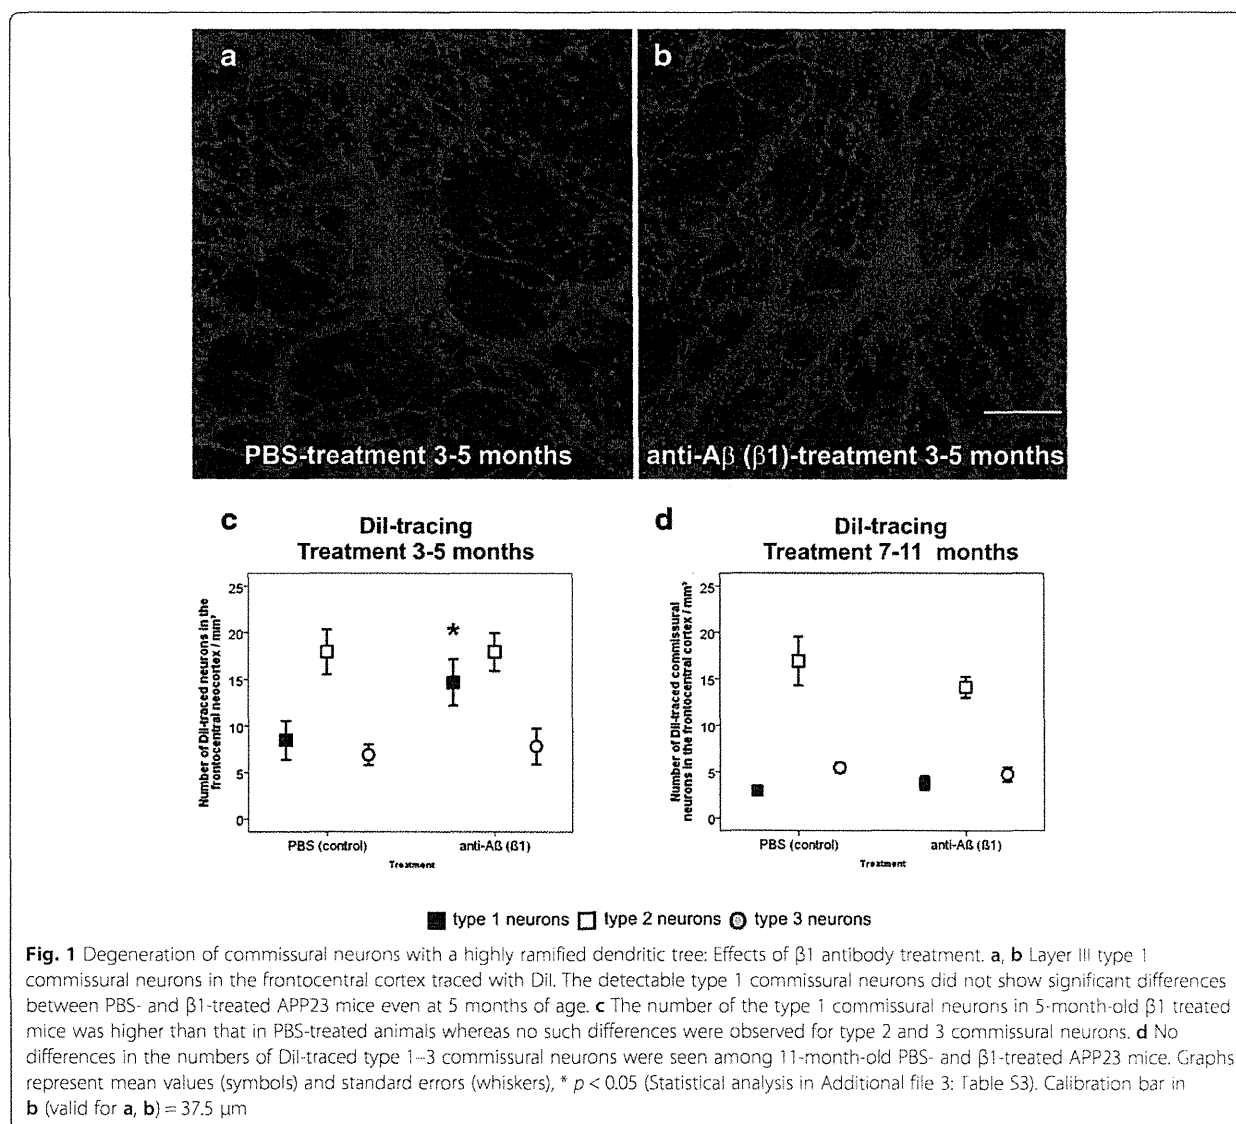 a
b
PBS-treatment 3-5 months
anti-Aβ (β1)-treatment 3-5 months
c
DiI-tracing
Treatment 3-5 months
Number of DiI-traced neurons in the
frontocentral neocortex / mm³
25
20
15
10
5
0
*
PBS (control)
anti-Aß (ß1)
Treatment
d
DiI-tracing
Treatment 7-11 months
Number of DiI-traced commissural
neurons in the frontocentral cortex / mm³
25
20
15
10
5
0
PBS (control)
anti-Aß (ß1)
Treatment
type 1 neurons type 2 neurons type 3 neurons
Fig. 1 Degeneration of commissural neurons with a highly ramified dendritic tree: Effects of β1 antibody treatment. a, b Layer III type 1
commissural neurons in the frontocentral cortex traced with DiI. The detectable type 1 commissural neurons did not show significant differences
between PBS- and β1-treated APP23 mice even at 5 months of age. c The number of the type 1 commissural neurons in 5-month-old β1 treated
mice was higher than that in PBS-treated animals whereas no such differences were observed for type 2 and 3 commissural neurons. d No
differences in the numbers of DiI-traced type 1–3 commissural neurons were seen among 11-month-old PBS- and β1-treated APP23 mice. Graphs
represent mean values (symbols) and standard errors (whiskers), * p < 0.05 (Statistical analysis in Additional file 3: Table S3). Calibration bar in
b (valid for a, b) = 37.5 μm